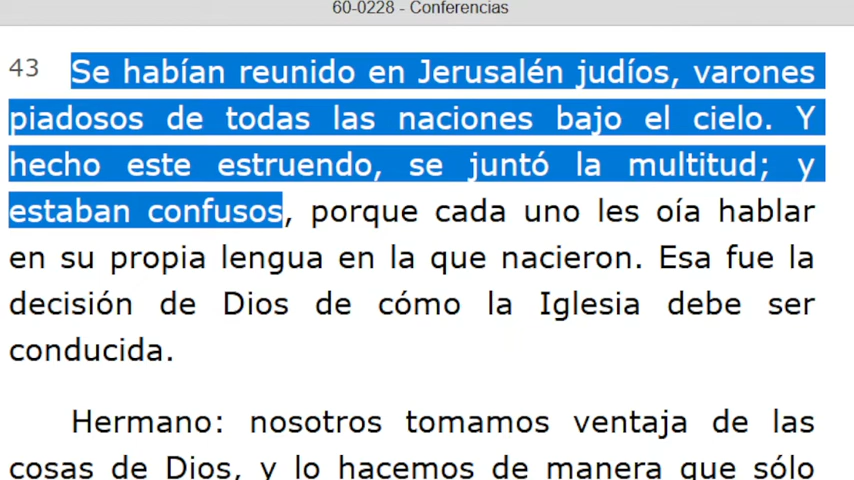 60-0228 - Conferencias
43 Se habían reunido en Jerusalén judíos, varones
piadosos de todas las naciones bajo el cielo. Y
hecho este estruendo, se juntó la multitud; y
estaban confusos, porque cada uno les oía hablar
en su propia lengua en la que nacieron. Esa fue la
decisión de Dios de cómo la Iglesia debe ser
conducida.
Hermano: nosotros tomamos ventaja de las
cosas de Dios, y lo hacemos de manera que sólo